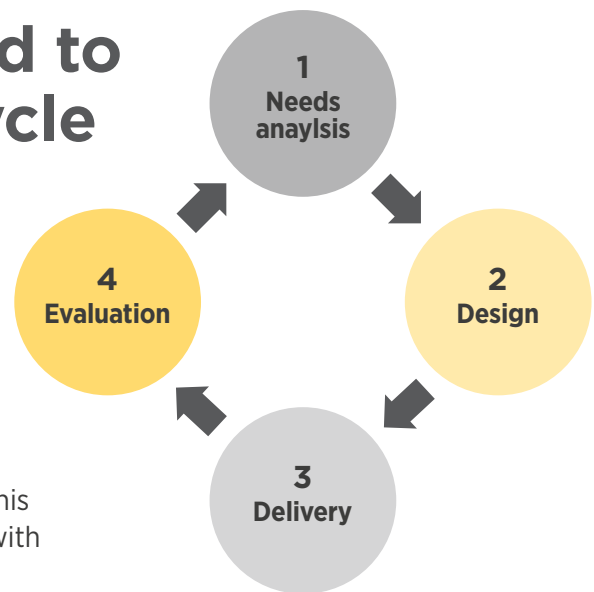 d to
ycle
1
Needs
anaylsis
2
Design
3
Delivery
4
Evaluation
his
with